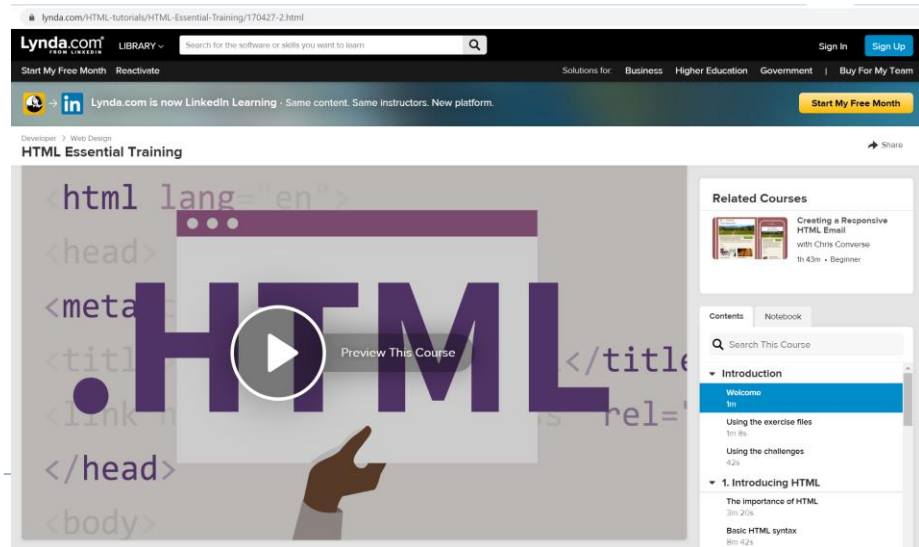 lynda.com/HTML-tutorials/HTML-Essential-Training/170427-2.html
Lynda.com
FROM LINKEDIN
LIBRARY
Search for the software or skills you want to learn
Sign In
Sign Up
Start My Free Month Reactivate
Solutions for: Business Higher Education Government | Buy For My Team
in Lynda.com is now LinkedIn Learning - Same content. Same instructors. New platform.
Start My Free Month
Developer > Web Design
HTML Essential Training
Share
<html lang="en">
<head>
<meta
<titl </title
<link rel="
</head>
<body>
.HTML
Preview This Course
Related Courses
Creating a Responsive
HTML Email
with Chris Converse
1h 43m • Beginner
Contents Notebook
Search This Course
Introduction
Welcome
1m
Using the exercise files
1m 8s
Using the challenges
42s
1. Introducing HTML
The importance of HTML
3m 20s
Basic HTML syntax
8m 42s